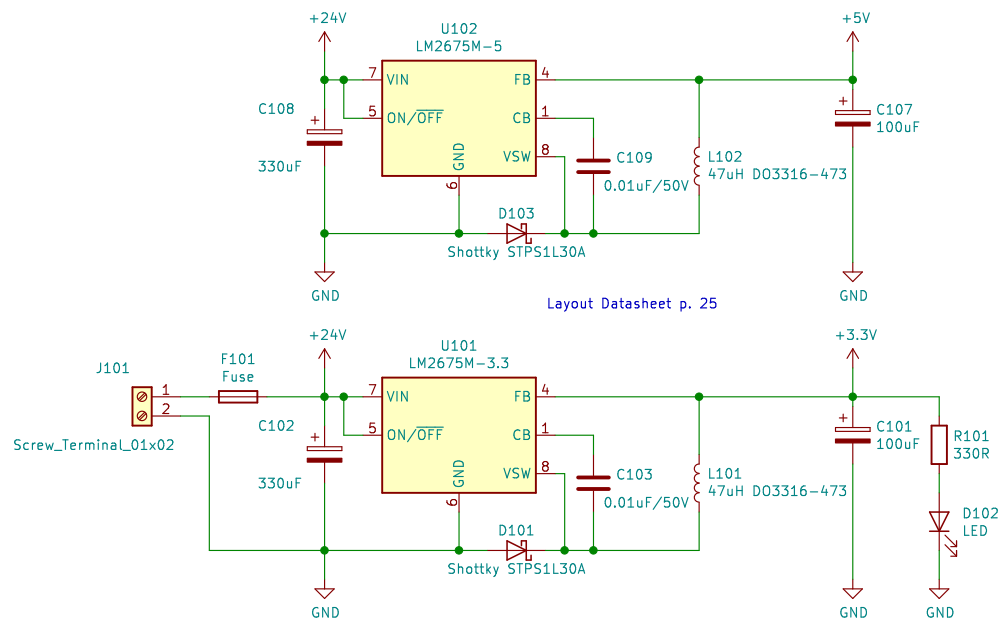 +24V
+5V
U102
LM2675M-5
7
VIN
FB
4
C108
+
5
ON/OFF
CB
1
+
C107
100uF
330uF
GND
VSW
8
C109
0.01uF/50V
L102
47uH DO3316-473
6
D103
Shottky STPS1L30A
GND
GND
Layout Datasheet p. 25
+24V
+3.3V
U101
LM2675M-3.3
J101
F101
Fuse
1
2
7
VIN
FB
4
Screw_Terminal_01x02
C102
+
5
ON/OFF
CB
1
+
C101
100uF
R101
330R
330uF
GND
VSW
8
C103
0.01uF/50V
L101
47uH DO3316-473
6
D102
LED
D101
Shottky STPS1L30A
GND
GND
GND